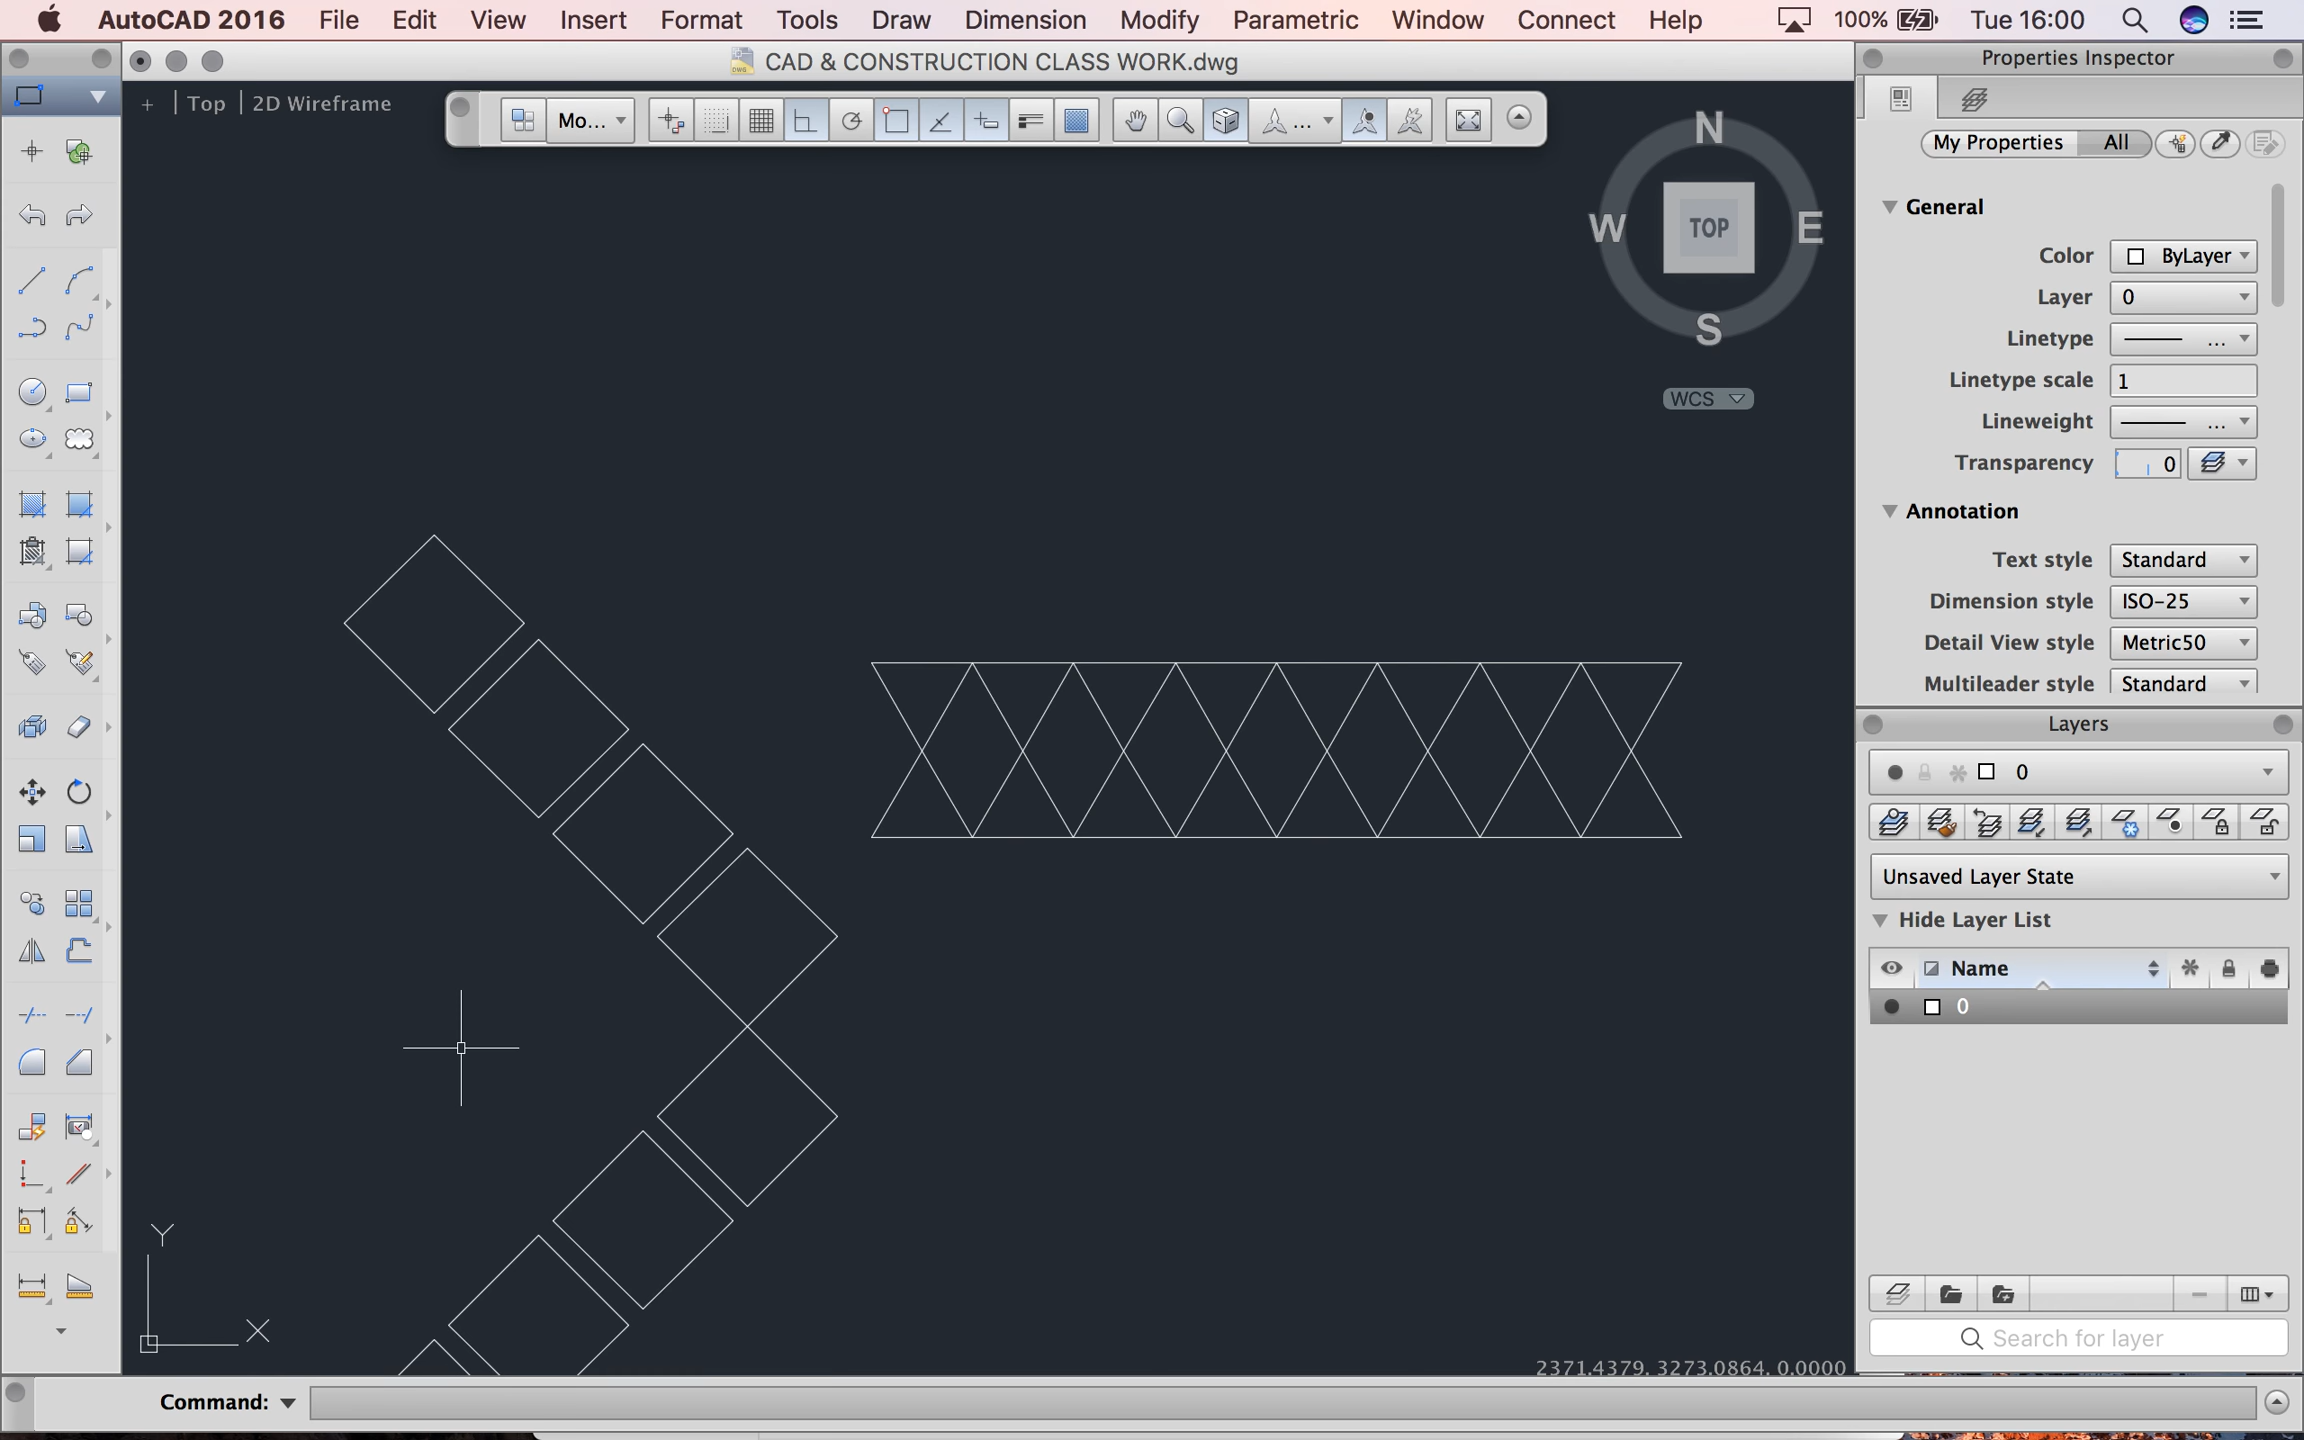 AutoCAD 2016 File Edit View Insert Format Tools Draw Dimension Modify Parametric Window Connect Help 100% Tue 16:00
CAD & CONSTRUCTION CLASS WORK.dwg
+ | Top | 2D Wireframe
Mo...
...
N
W
TOP
E
S
WCS
Y
X
2371.4379, 3273.0864, 0.0000
Properties Inspector
My Properties All
General
Color ByLayer
Layer 0
Linetype ...
Linetype scale 1
Lineweight ...
Transparency 0
Annotation
Text style Standard
Dimension style ISO-25
Detail View style Metric50
Multileader style Standard
Layers
0
Unsaved Layer State
Hide Layer List
Name
0
Search for layer
Command: